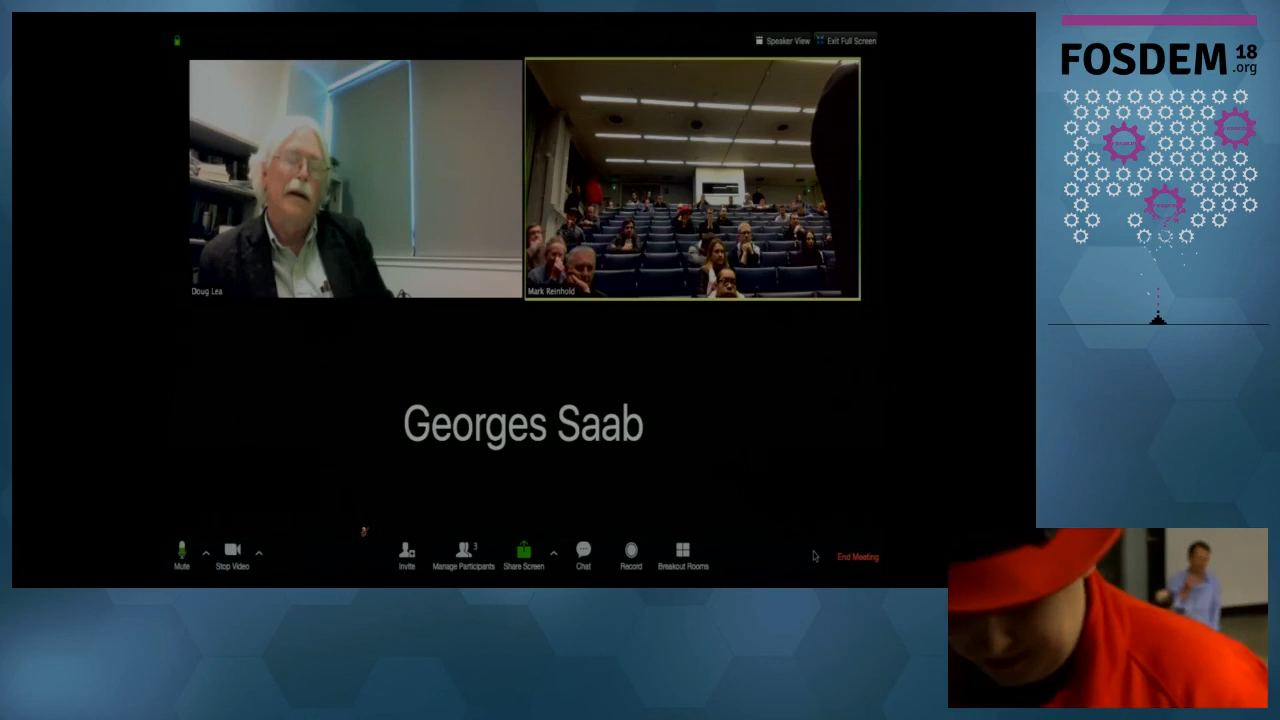 Speaker View
Exit Full Screen
Doug Lea
Mark Reinhold
Georges Saab
Mute
Stop Video
Invite
3
Manage Participants
Share Screen
Chat
Record
Breakout Rooms
End Meeting
FOSDEM 18
.org